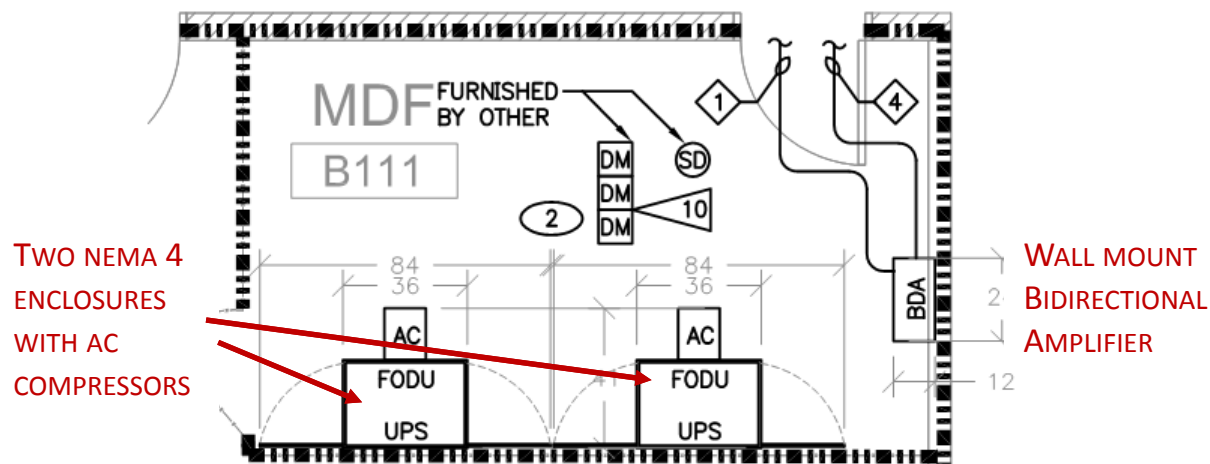 MDF
FURNISHED
BY OTHER
B111
DM
SD
DM
10
DM
2
1
4
TWO NEMA 4
ENCLOSURES
WITH AC
COMPRESSORS
84
36
84
36
AC
AC
FODU
UPS
FODU
UPS
BDA
12
WALL MOUNT
BIDIRECTIONAL
AMPLIFIER